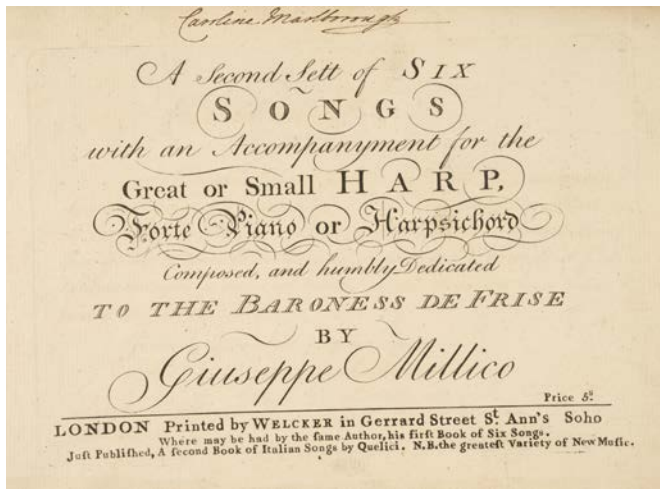 Caroline Marlborough
A Second Sett of SIX
SONGS
with an Accompanyment for the
Great or Small HARP,
Forte Piano or Harpsichord
Composed, and humbly Dedicated
TO THE BARONESS DE FRISE
BY
Giuseppe Millico
Price 5s.
LONDON Printed by WELCKER in Gerrard Street St. Ann's Soho
Where may be had by the ſame Author, his firſt Book of Six Songs.
Juſt Publiſhed, A ſecond Book of Italian Songs by Quelici. N.B. the greateſt Variety of New Muſic.